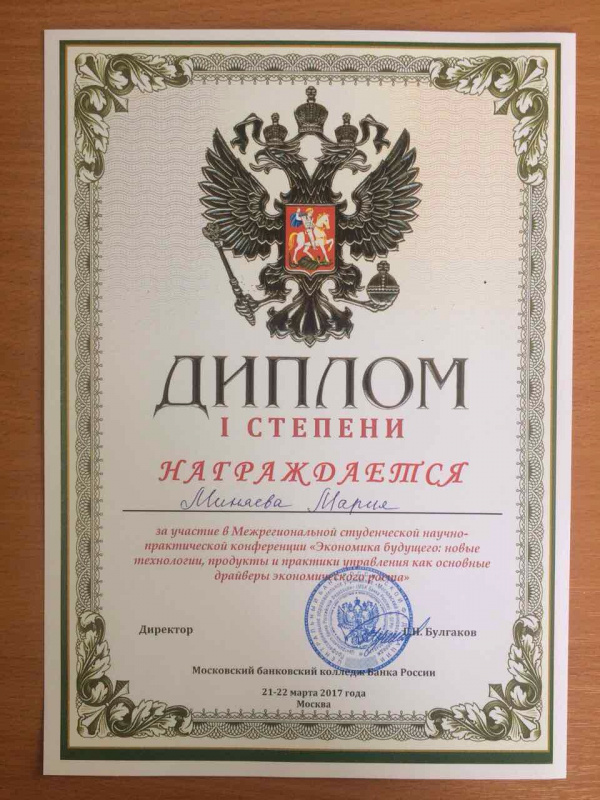 ДИПЛОМ
I СТЕПЕНИ
НАГРАЖДАЕТСЯ
Миняева Мария
за участие в Межрегиональной студенческой научно-
практической конференции «Экономика будущего: новые
технологии, продукты и практики управления как основные
драйверы экономического роста»
Директор Булгаков
Московский банковский колледж Банка России
21-22 марта 2017 года
Москва